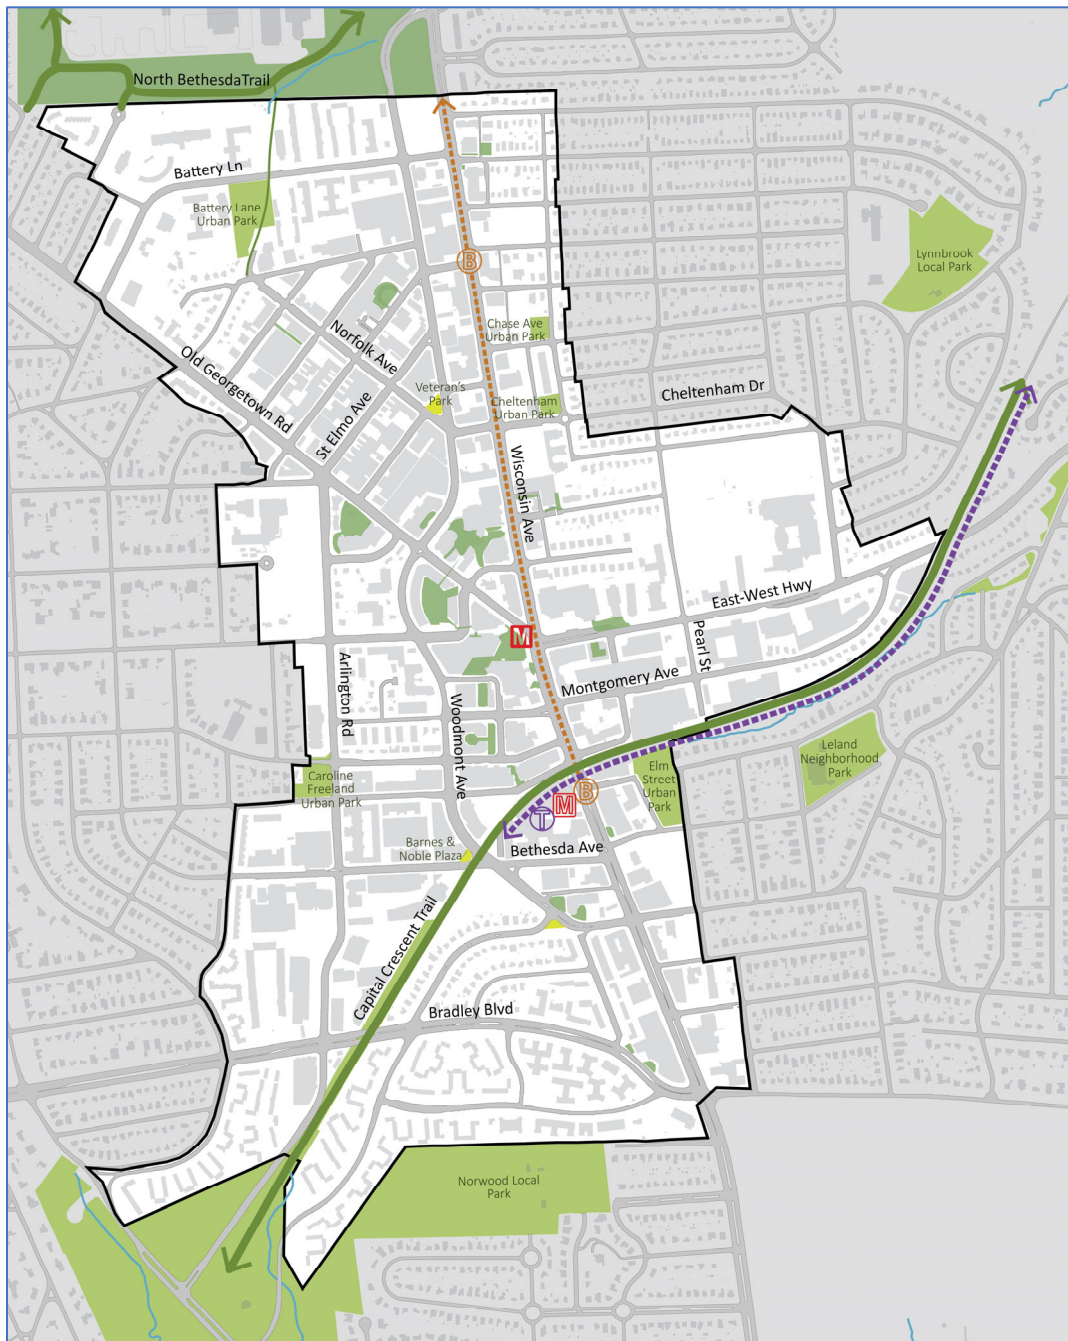 North BethesdaTrail
Battery Ln
Battery Lane
Urban Park
Lynnbrook
Local Park
B
Chase Ave
Urban Park
Norfolk Ave
Old Georgetown Rd
Veteran's
Park
Cheltenham Dr
Cheltenham
Urban Park
St Elmo Ave
Wisconsin Ave
East-West Hwy
M
Pearl St
Arlington Rd
Montgomery Ave
Woodmont Ave
Leland
Neighborhood
Park
Caroline
Freeland
Urban Park
Elm
Street
Urban
Park
B
M
T
Barnes &
Noble Plaza
Bethesda Ave
Capital Crescent Trail
Bradley Blvd
Norwood Local
Park